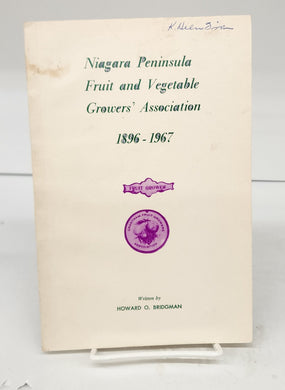 Niagara Peninsula
Fruit and Vegetable
Growers' Association
1896 - 1967
FRUIT GROWER
Written by
HOWARD O. BRIDGMAN